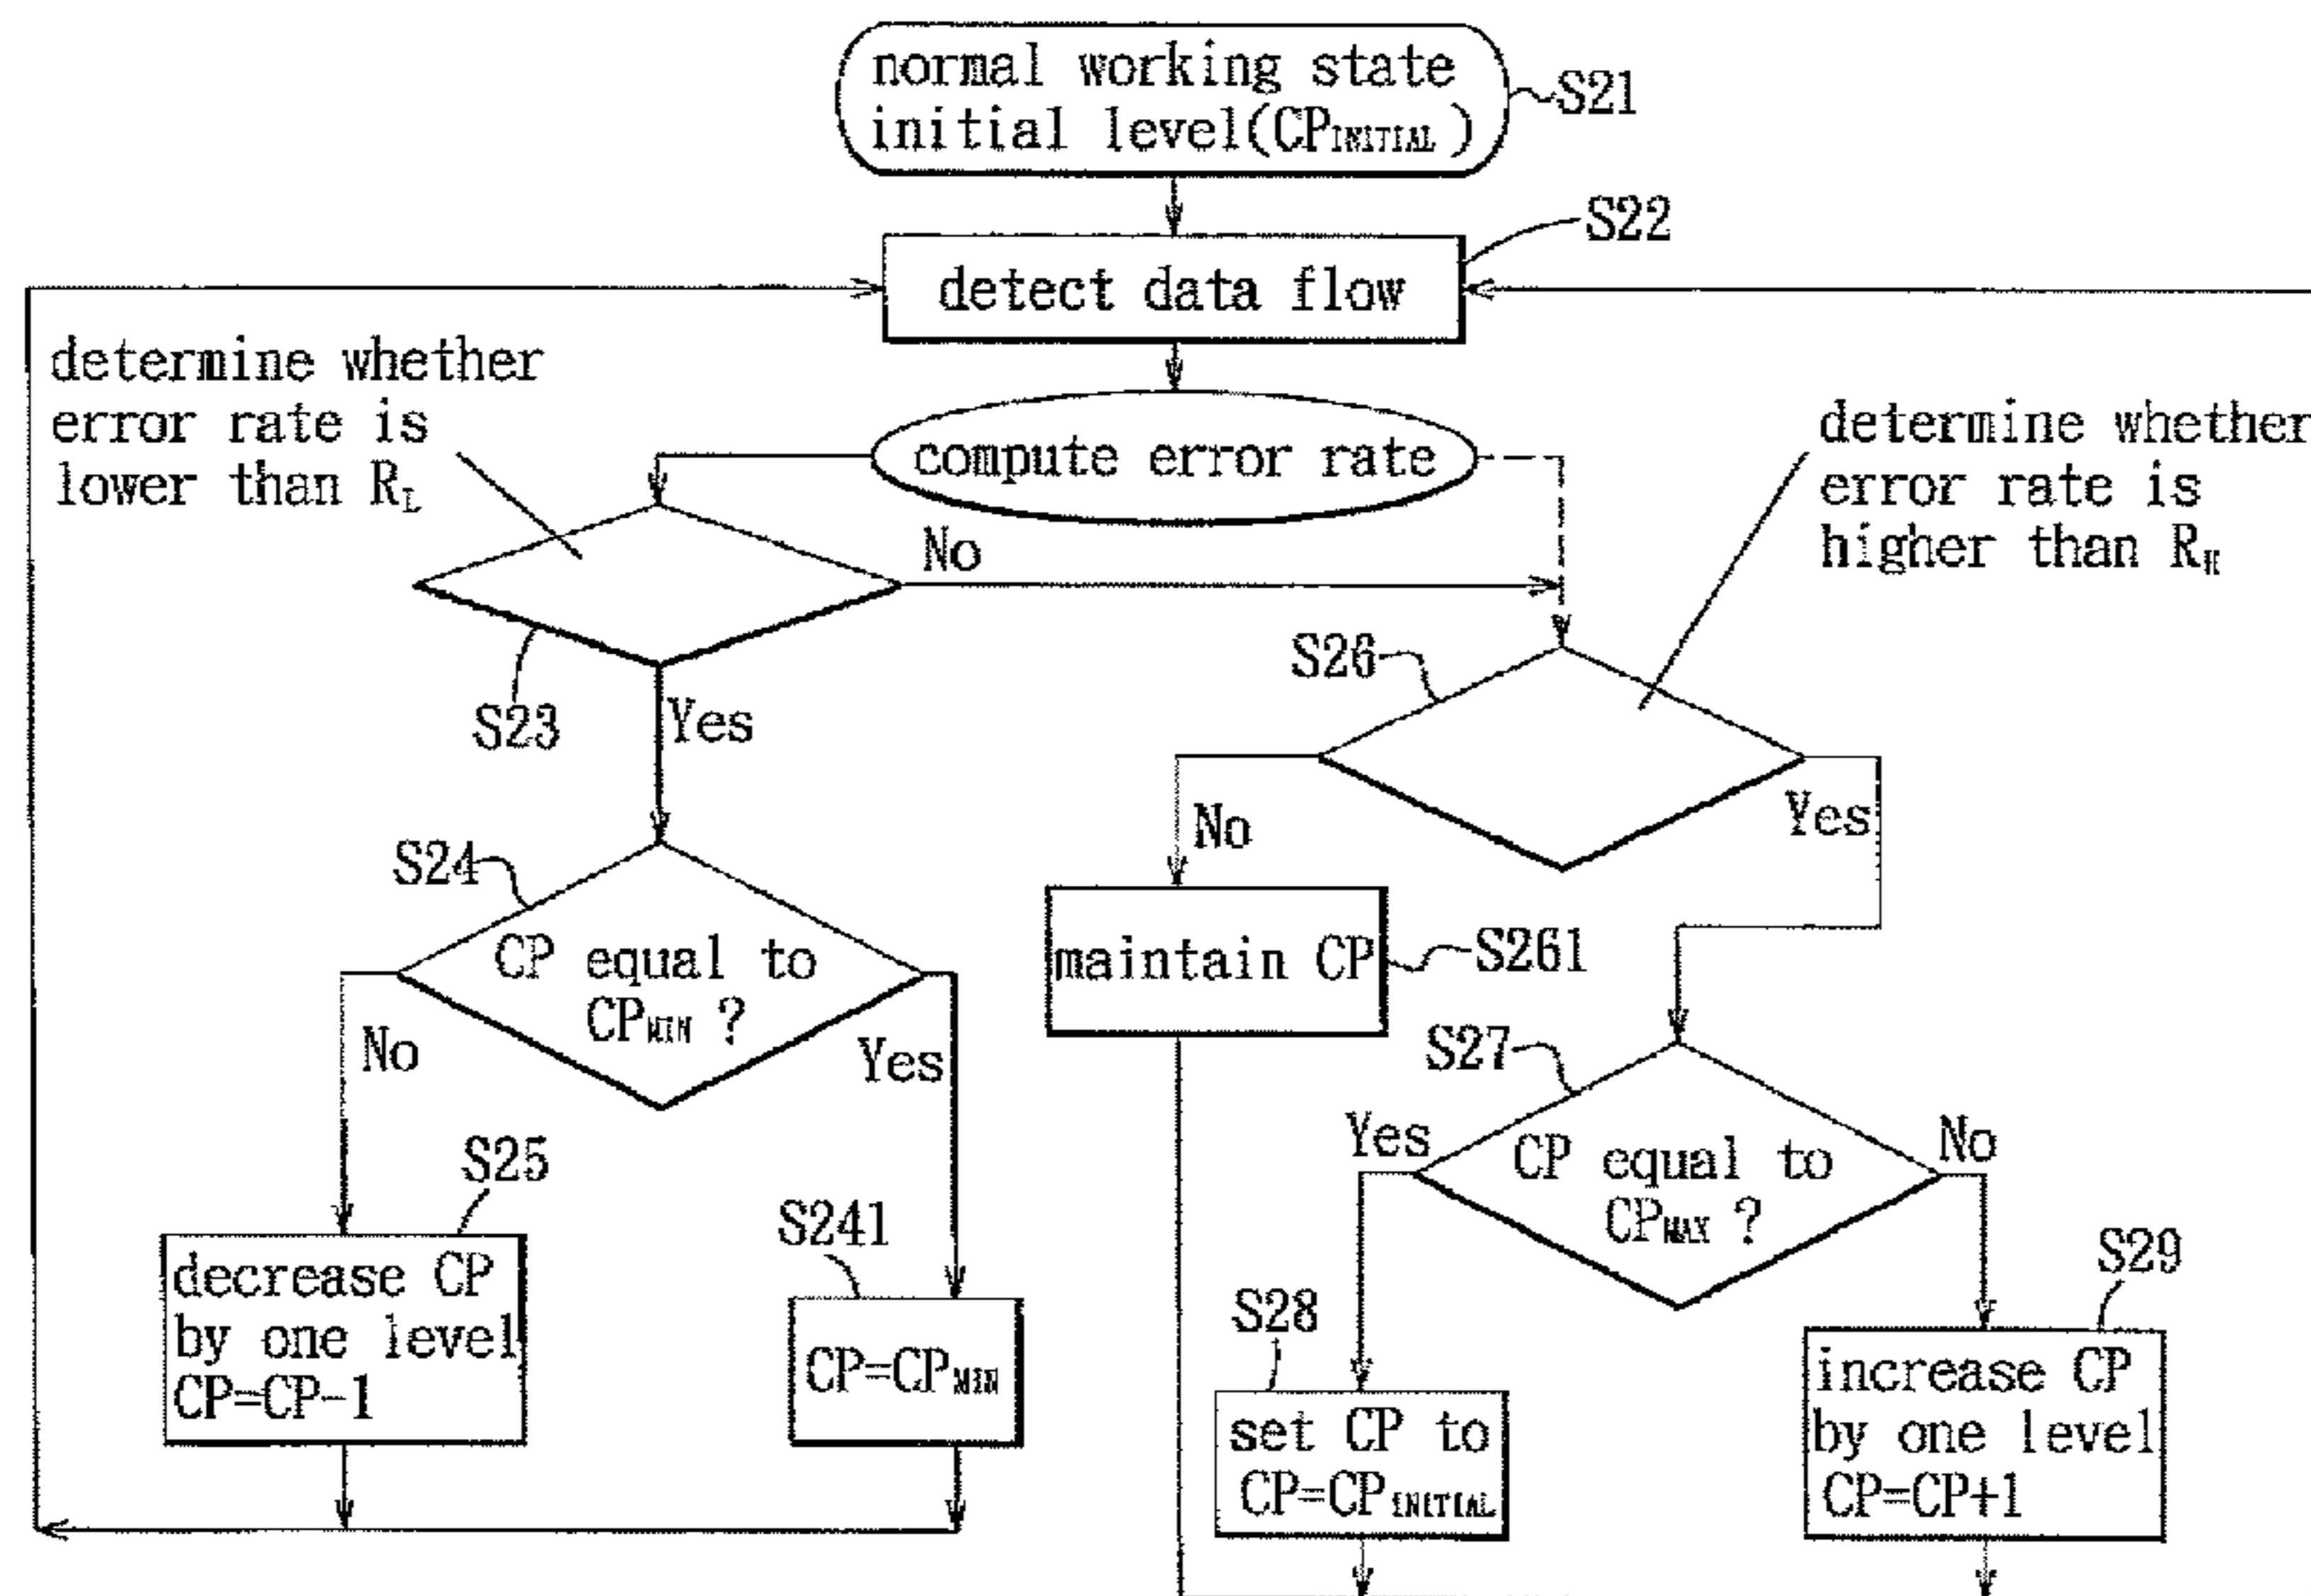 normal working state
initial level(CPINITIAL)
S21
S22
detect data flow
determine whether
error rate is
lower than RL
compute error rate
determine whether
error rate is
higher than RH
No
S23
Yes
S26
No
Yes
S24
CP equal to
CPMIN ?
No
Yes
maintain CP
S261
S27
Yes
CP equal to
CPMAX ?
No
S25
decrease CP
by one level
CP=CP-1
S241
CP=CPMIN
S28
set CP to
CP=CPINITIAL
S29
increase CP
by one level
CP=CP+1